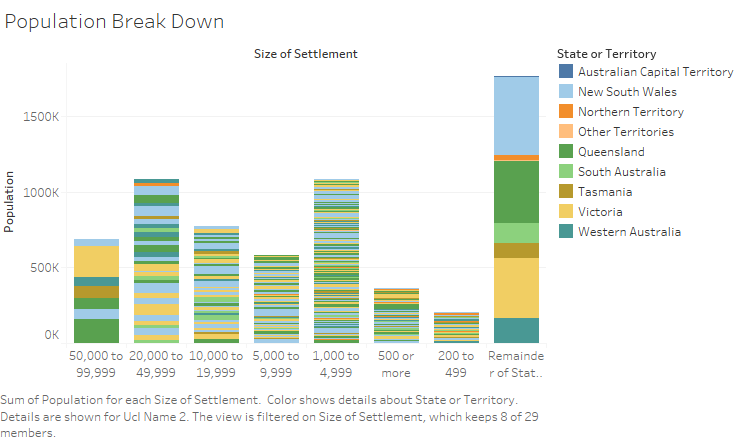 Population Break Down
Size of Settlement
State or Territory
Australian Capital Territory
New South Wales
Northern Territory
Other Territories
Queensland
South Australia
Tasmania
Victoria
Western Australia
Population
1500K
1000K
500K
0K
50,000 to
99,999
20,000 to
49,999
10,000 to
19,999
5,000 to
9,999
1,000 to
4,999
500 or
more
200 to
499
Remainde
r of Stat..
Sum of Population for each Size of Settlement.  Color shows details about State or Territory.
Details are shown for Ucl Name 2. The view is filtered on Size of Settlement, which keeps 8 of 29
members.